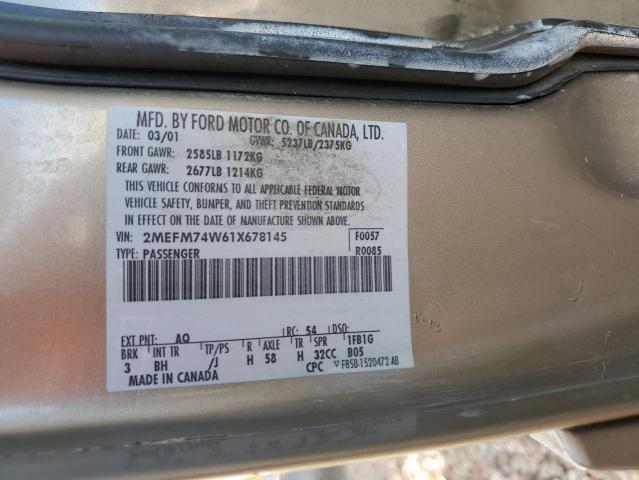 MFD. BY FORD MOTOR CO. OF CANADA, LTD.
DATE: 03/01 GVWR: 5237LB/2375KG
FRONT GAWR: 2585LB 1172KG
REAR GAWR: 2677LB 1214KG
THIS VEHICLE CONFORMS TO ALL APPLICABLE FEDERAL MOTOR
VEHICLE SAFETY, BUMPER, AND THEFT PREVENTION STANDARDS
IN EFFECT ON THE DATE OF MANUFACTURE SHOWN ABOVE.
VIN: 2MEFM74W61X678145 F0057
TYPE: PASSENGER R0085
EXT PNT: AQ RC: 54 DSO:
BRK INT TR TP/PS R AXLE TR SPR 1FB1G
3 BH /J H 58 H 32CC B05
MADE IN CANADA CPC ▽F85B-1520472-AB